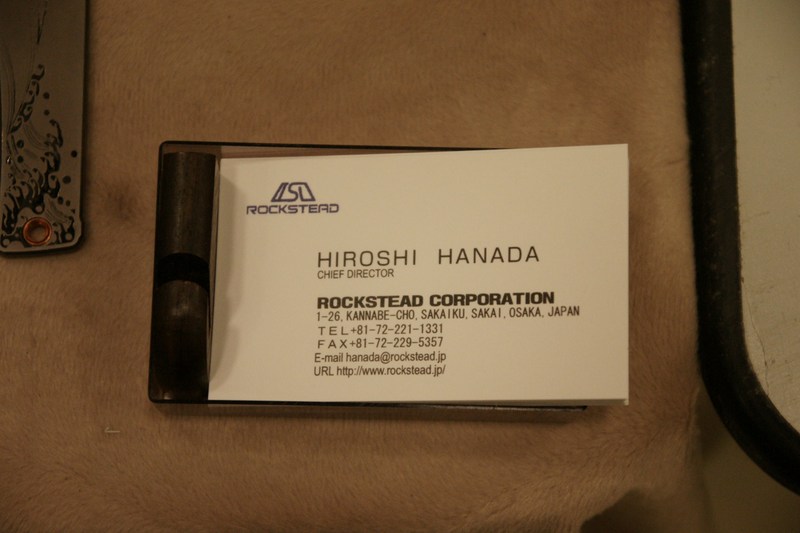 ROCKSTEAD
HIROSHI HANADA
CHIEF DIRECTOR
ROCKSTEAD CORPORATION
1-26, KANNABE-CHO, SAKAIKU, SAKAI, OSAKA, JAPAN
TEL+81-72-221-1331
FAX+81-72-229-5357
E-mail hanada@rockstead.jp
URL http://www.rockstead.jp/